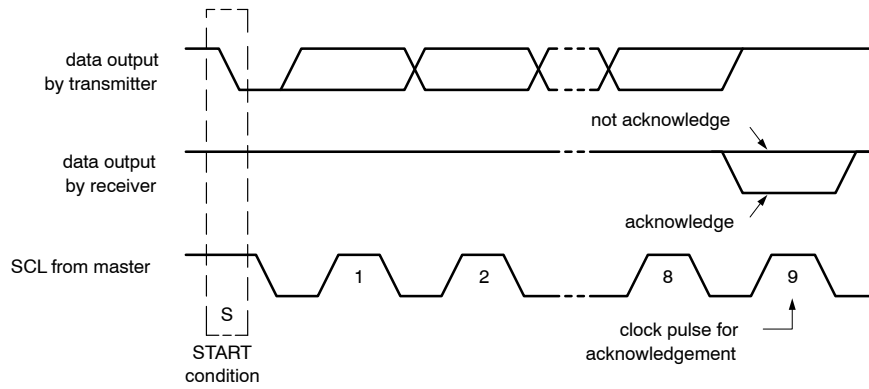 data output
by transmitter
not acknowledge
data output
by receiver
acknowledge
SCL from master
1
2
8
9
S
START
condition
clock pulse for
acknowledgement